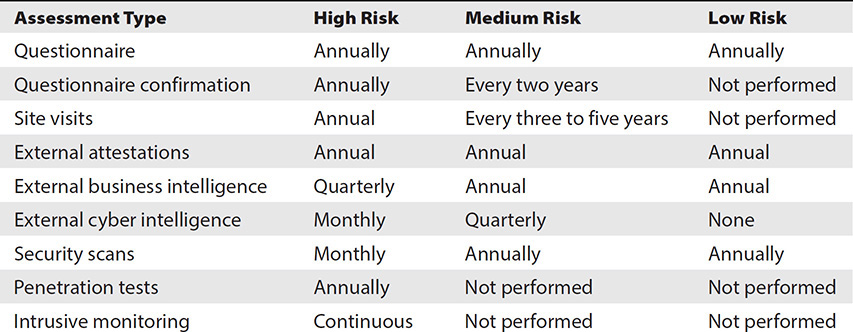 Assessment Type High Risk Medium Risk Low Risk
Questionnaire Annually Annually Annually
Questionnaire confirmation Annually Every two years Not performed
Site visits Annual Every three to five years Not performed
External attestations Annual Annual Annual
External business intelligence Quarterly Annual Annual
External cyber intelligence Monthly Quarterly None
Security scans Monthly Annually Annually
Penetration tests Annually Not performed Not performed
Intrusive monitoring Continuous Not performed Not performed